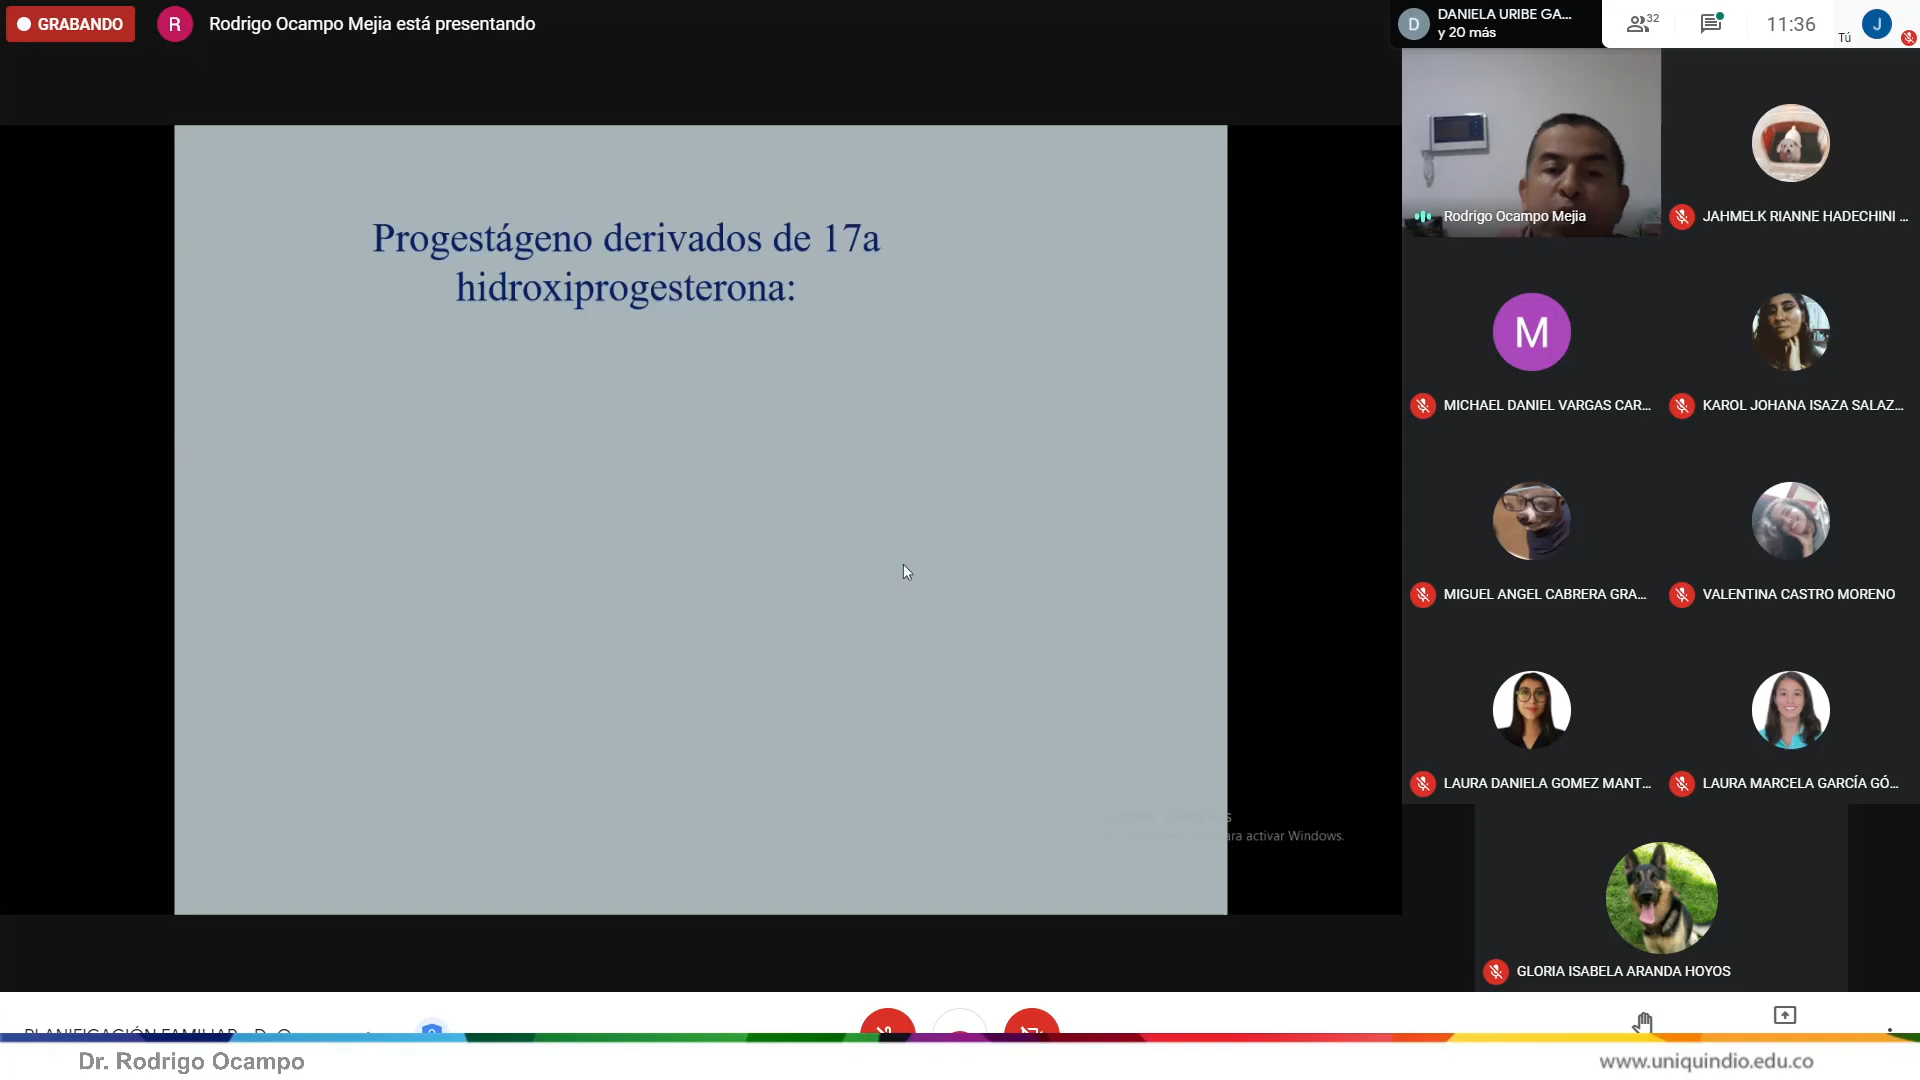 GRABANDO
R
Rodrigo Ocampo Mejia está presentando
D
DANIELA URIBE GA...
y 20 más
32
11:36
Tú
J
Progestágeno derivados de 17a
hidroxiprogesterona:
ara activar Windows.
Rodrigo Ocampo Mejia
JAHMELK RIANNE HADECHINI ...
M
MICHAEL DANIEL VARGAS CAR...
KAROL JOHANA ISAZA SALAZ...
MIGUEL ANGEL CABRERA GRA...
VALENTINA CASTRO MORENO
LAURA DANIELA GOMEZ MANT...
LAURA MARCELA GARCÍA GÓ...
GLORIA ISABELA ARANDA HOYOS
PLANIFICACIÓN FAMILIAR
Dr. Rodrigo Ocampo
www.uniquindio.edu.co